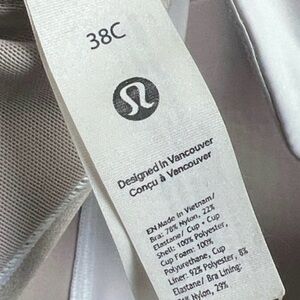 38C
Designed in Vancouver
Conçu à Vancouver
EN Made in Vietnam/
Bra: 78% Nylon, 22%
Elastane/ Cup • Cup
Shell: 100% Polyester,
Cup Foam: 100%
Polyurethane, Cup
Liner: 92% Polyester, 8%
Elastane/ Bra Lining:
Nylon, 29%